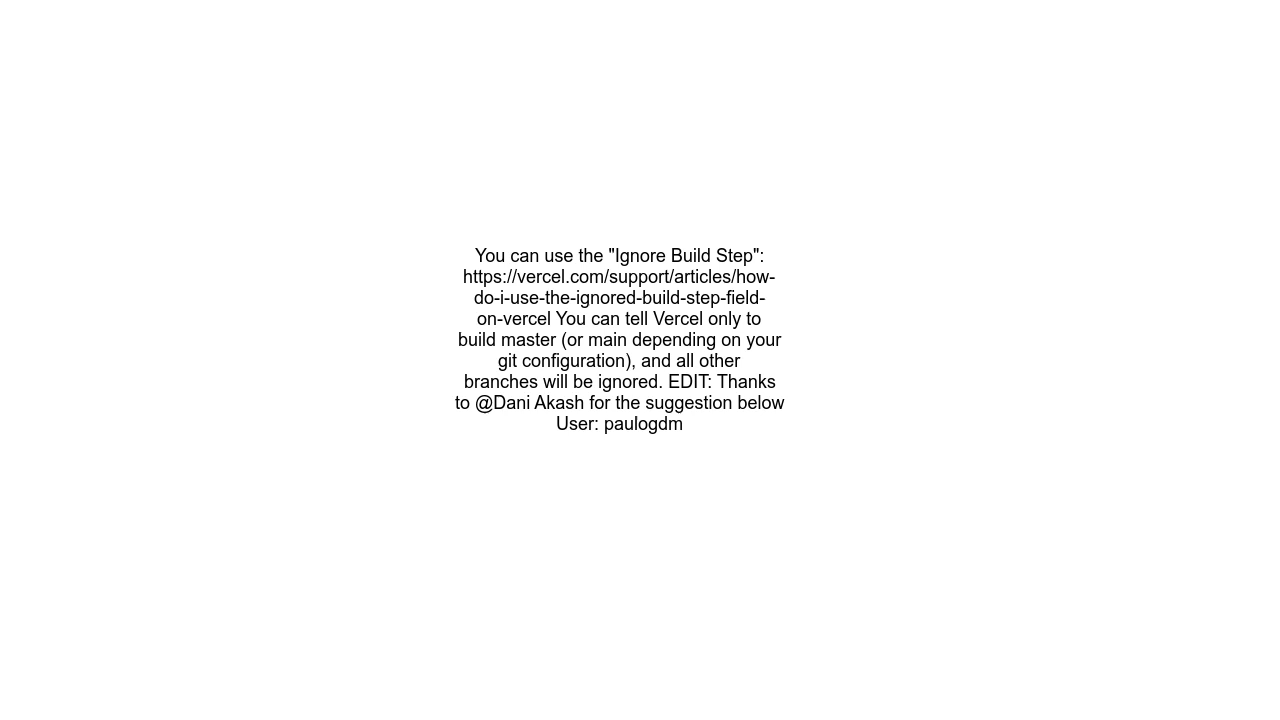 You can use the "Ignore Build Step":
https://vercel.com/support/articles/how-
do-i-use-the-ignored-build-step-field-
on-vercel You can tell Vercel only to
build master (or main depending on your
git configuration), and all other
branches will be ignored. EDIT: Thanks
to @Dani Akash for the suggestion below
User: paulogdm